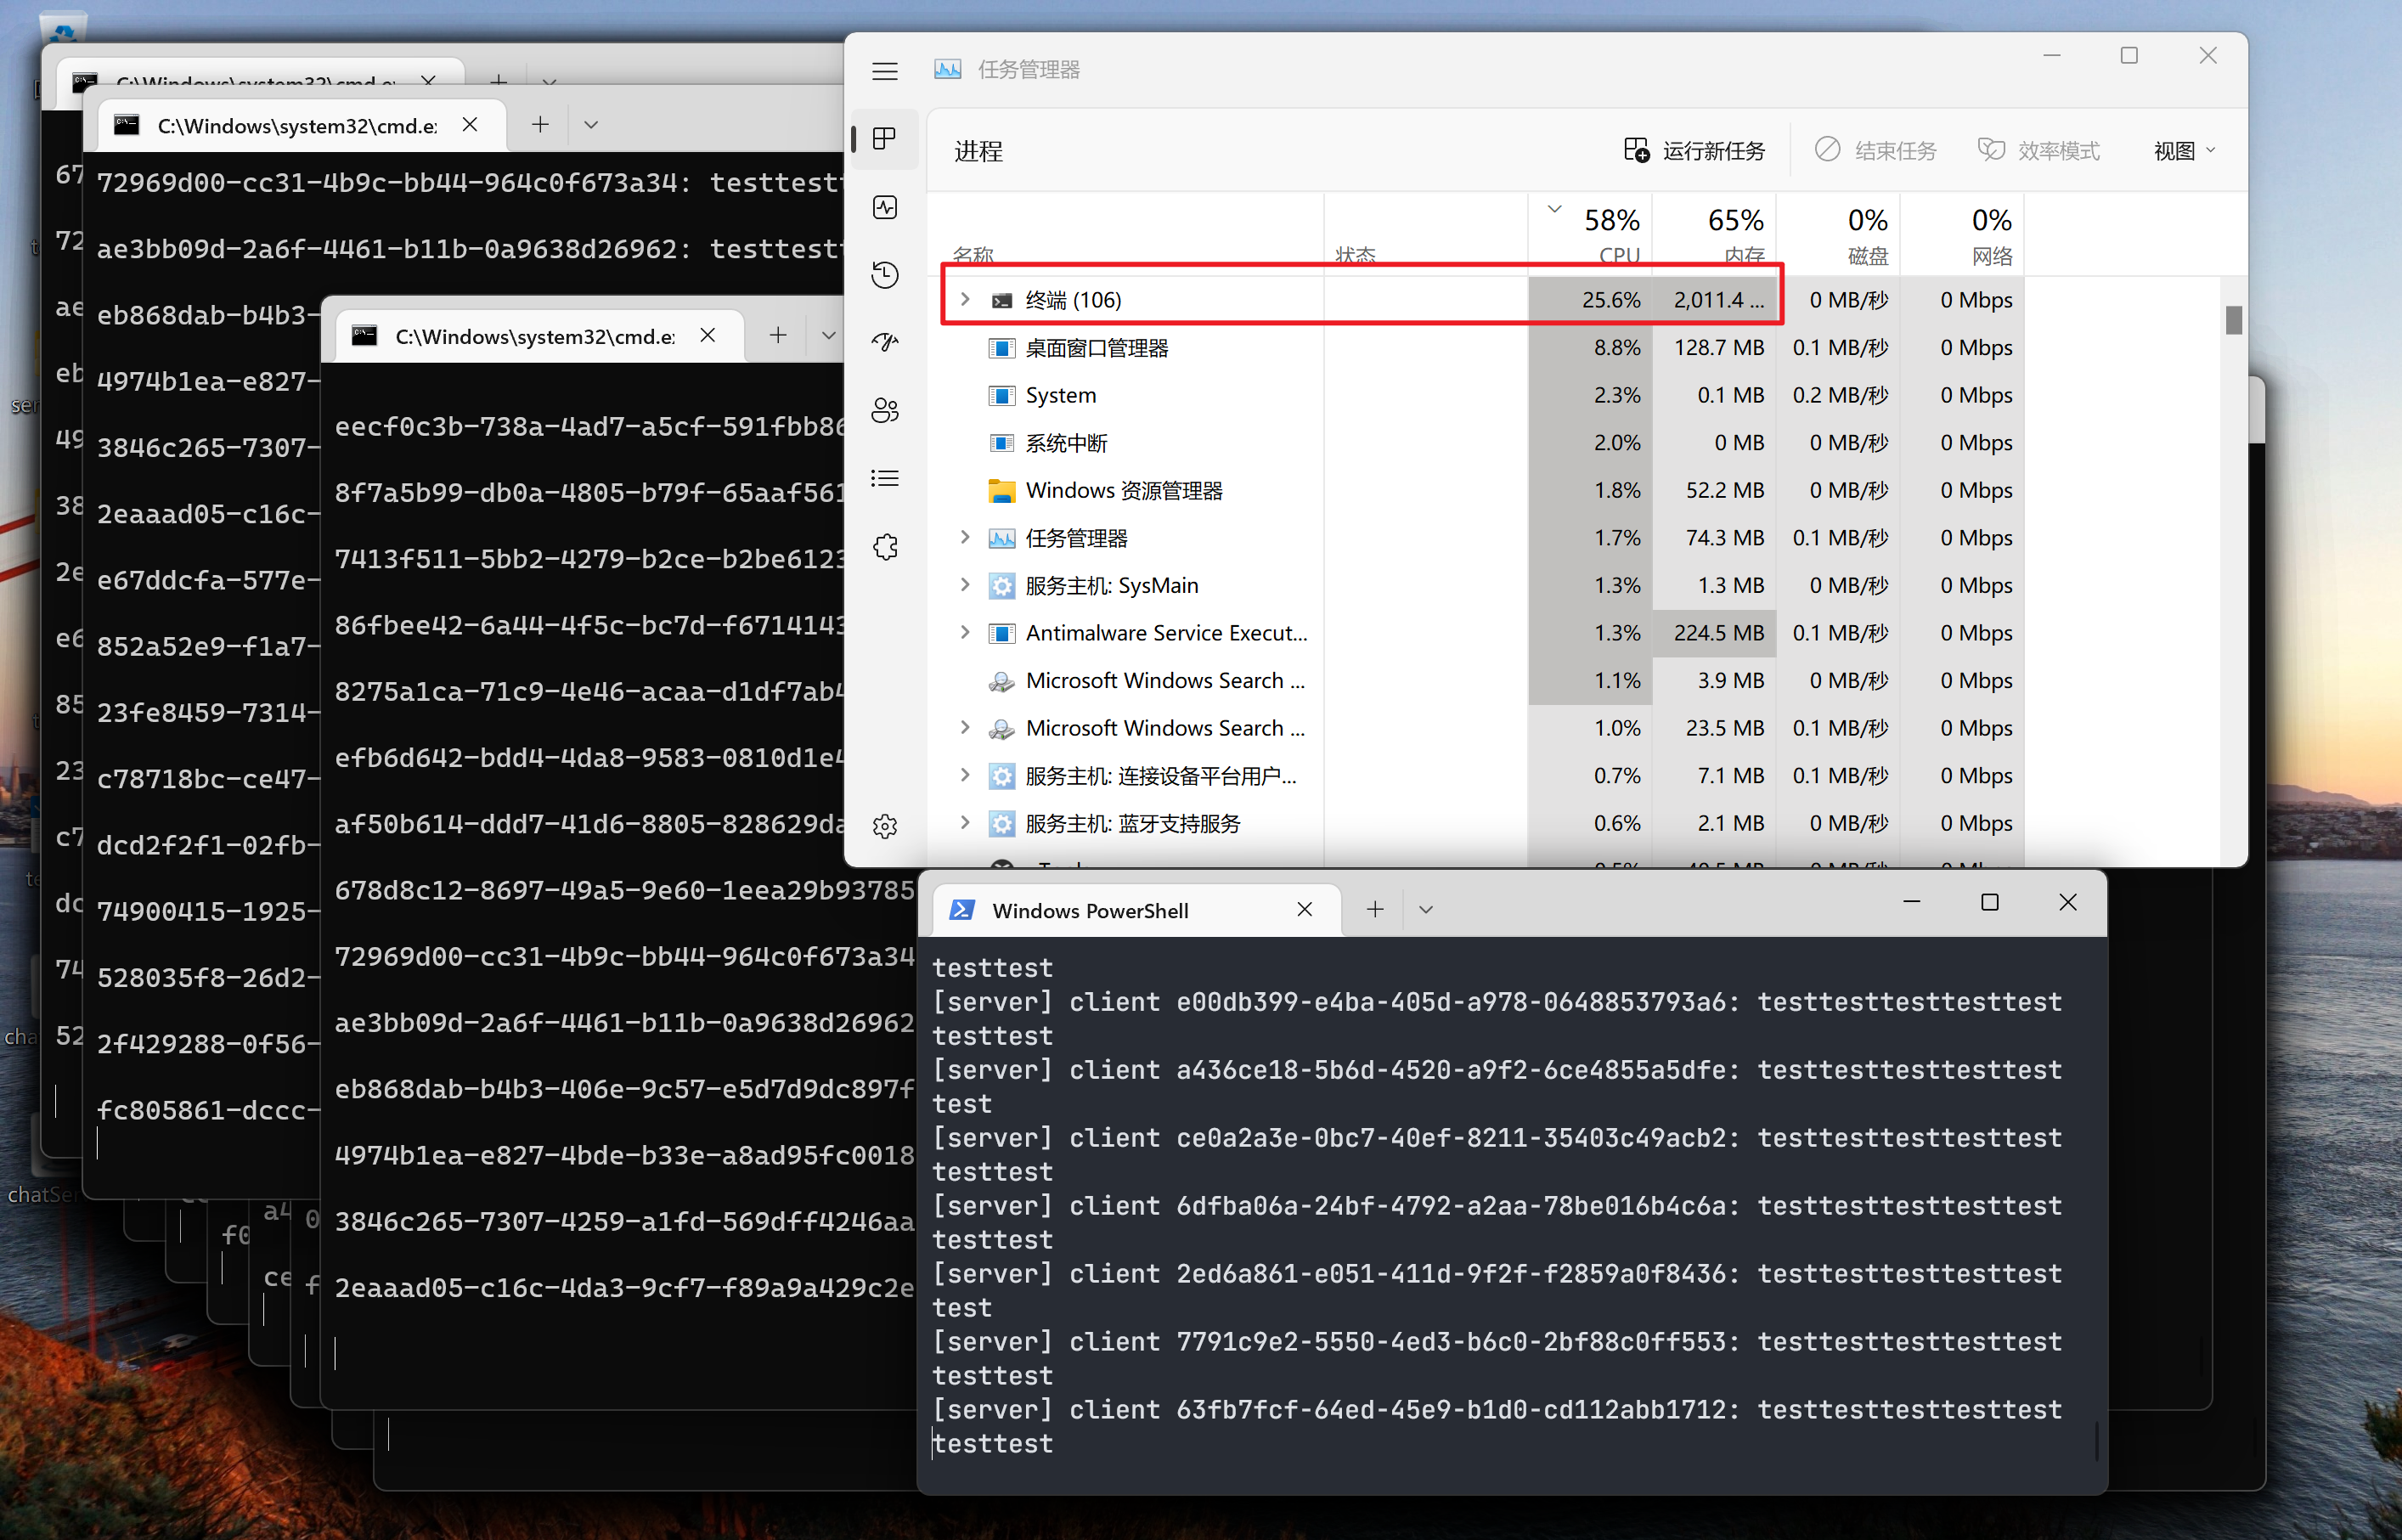 C:\Windows\system32\cmd.e
C:\Windows\system32\cmd.e
67
72
ae
eb
49
38
2e
e6
85
23
c7
dc
74
52
72969d00-cc31-4b9c-bb44-964c0f673a34: testtest
ae3bb09d-2a6f-4461-b11b-0a9638d26962: testtest
eb868dab-b4b3-
4974b1ea-e827-
3846c265-7307-
2eaaad05-c16c-
e67ddcfa-577e-
852a52e9-f1a7-
23fe8459-7314-
c78718bc-ce47-
dcd2f2f1-02fb-
74900415-1925-
528035f8-26d2-
2f429288-0f56-
fc805861-dccc-
C:\Windows\system32\cmd.e
eecf0c3b-738a-4ad7-a5cf-591fbb86
8f7a5b99-db0a-4805-b79f-65aaf561
7413f511-5bb2-4279-b2ce-b2be6123
86fbee42-6a44-4f5c-bc7d-f6714143
8275a1ca-71c9-4e46-acaa-d1df7ab4
efb6d642-bdd4-4da8-9583-0810d1e4
af50b614-ddd7-41d6-8805-828629da
678d8c12-8697-49a5-9e60-1eea29b93785
72969d00-cc31-4b9c-bb44-964c0f673a34
ae3bb09d-2a6f-4461-b11b-0a9638d26962
eb868dab-b4b3-406e-9c57-e5d7d9dc897f
4974b1ea-e827-4bde-b33e-a8ad95fc0018
3846c265-7307-4259-a1fd-569dff4246aa
2eaaad05-c16c-4da3-9cf7-f89a9a429c2e
chatSer
f0
a4
ce
0
f
任务管理器
进程
运行新任务 结束任务 效率模式 视图
58% 65% 0% 0%
名称 状态 CPU 内存 磁盘 网络
终端 (106) 25.6% 2,011.4 ... 0 MB/秒 0 Mbps
桌面窗口管理器 8.8% 128.7 MB 0.1 MB/秒 0 Mbps
System 2.3% 0.1 MB 0.2 MB/秒 0 Mbps
系统中断 2.0% 0 MB 0 MB/秒 0 Mbps
Windows 资源管理器 1.8% 52.2 MB 0 MB/秒 0 Mbps
任务管理器 1.7% 74.3 MB 0.1 MB/秒 0 Mbps
服务主机: SysMain 1.3% 1.3 MB 0 MB/秒 0 Mbps
Antimalware Service Execut... 1.3% 224.5 MB 0.1 MB/秒 0 Mbps
Microsoft Windows Search ... 1.1% 3.9 MB 0 MB/秒 0 Mbps
Microsoft Windows Search ... 1.0% 23.5 MB 0.1 MB/秒 0 Mbps
服务主机: 连接设备平台用户... 0.7% 7.1 MB 0.1 MB/秒 0 Mbps
服务主机: 蓝牙支持服务 0.6% 2.1 MB 0 MB/秒 0 Mbps
Windows PowerShell
testtest
[server] client e00db399-e4ba-405d-a978-0648853793a6: testtesttesttesttest
testtest
[server] client a436ce18-5b6d-4520-a9f2-6ce4855a5dfe: testtesttesttesttest
test
[server] client ce0a2a3e-0bc7-40ef-8211-35403c49acb2: testtesttesttesttest
testtest
[server] client 6dfba06a-24bf-4792-a2aa-78be016b4c6a: testtesttesttesttest
testtest
[server] client 2ed6a861-e051-411d-9f2f-f2859a0f8436: testtesttesttesttest
test
[server] client 7791c9e2-5550-4ed3-b6c0-2bf88c0ff553: testtesttesttesttest
testtest
[server] client 63fb7fcf-64ed-45e9-b1d0-cd112abb1712: testtesttesttesttest
testtest